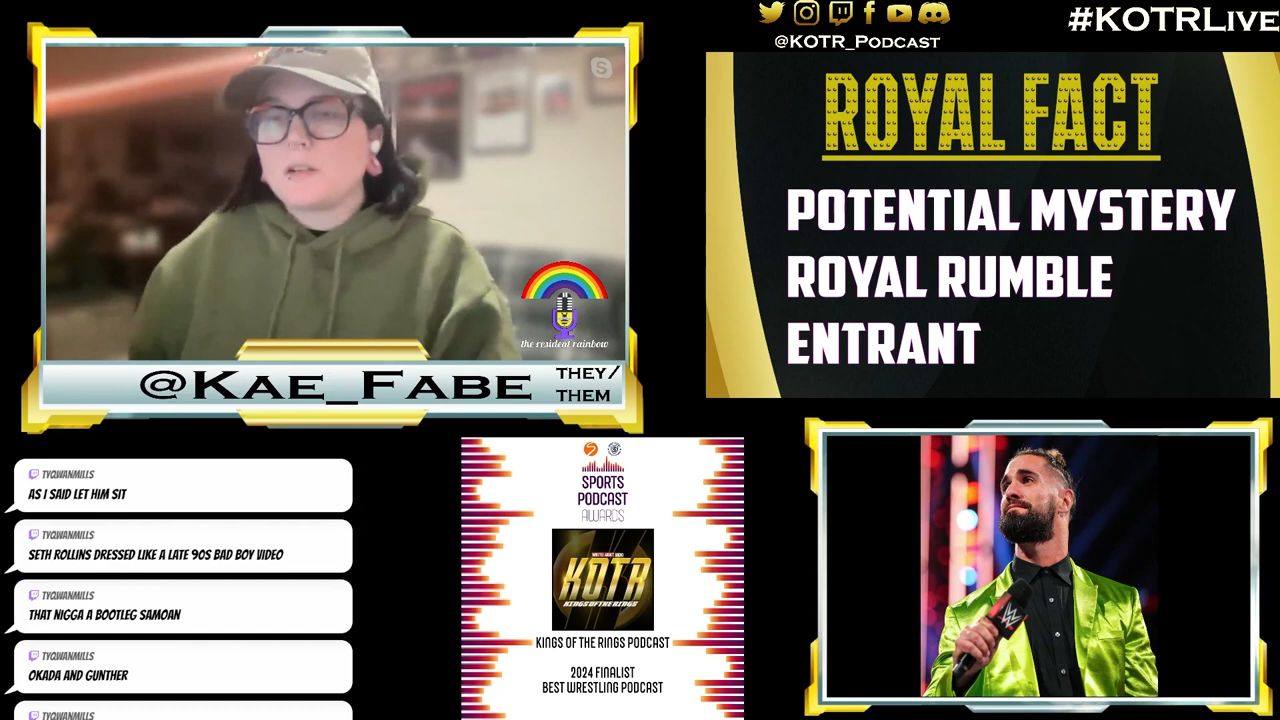 @KOTR_Podcast
#KOTRLive
ROYAL FACT
POTENTIAL MYSTERY
ROYAL RUMBLE
ENTRANT
the resident rainbow
@Kae_Fabe
THEY/
THEM
TYQWANMILLS
AS I SAID LET HIM SIT
TYQWANMILLS
SETH ROLLINS DRESSED LIKE A LATE 90S BAD BOY VIDEO
TYQWANMILLS
THAT NIGGA A BOOTLEG SAMOAN
TYQWANMILLS
OKADA AND GUNTHER
TYQWANMILLS
SPORTS
PODCAST
AWARDS
KOTR
KINGS OF THE RINGS
KINGS OF THE RINGS PODCAST
2024 FINALIST
BEST WRESTLING PODCAST